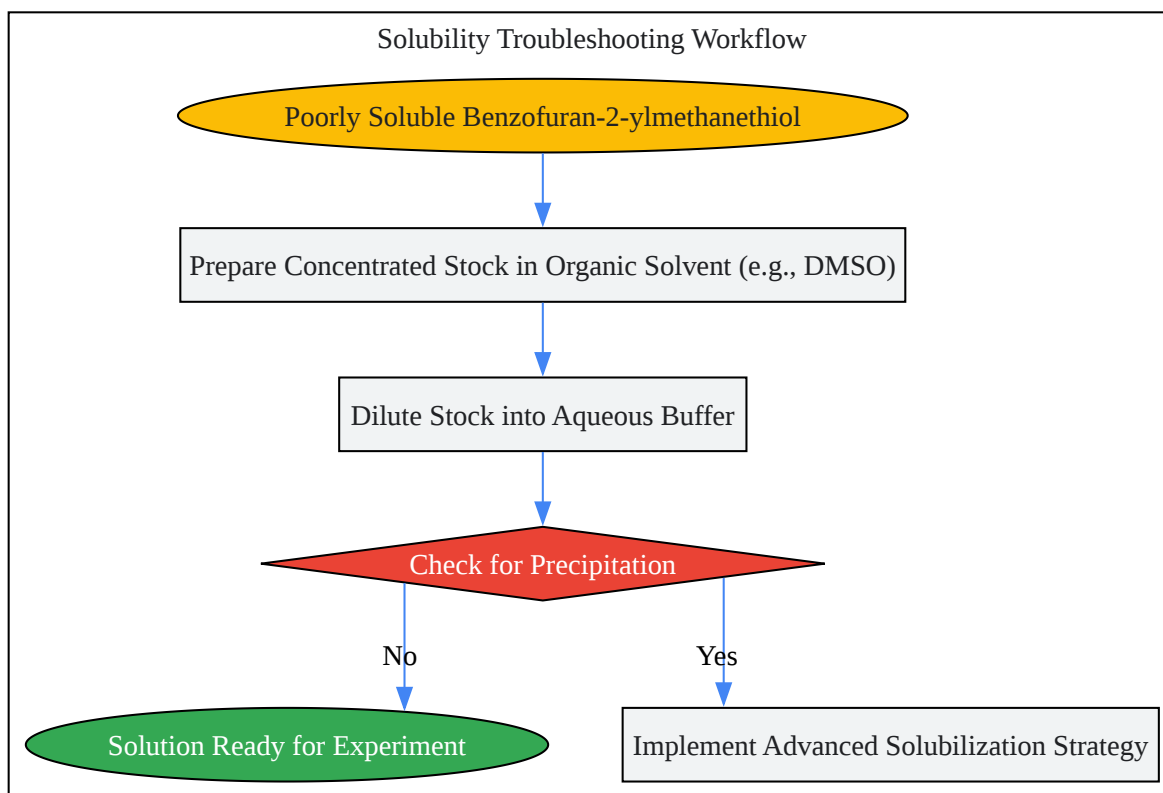 Solubility Troubleshooting Workflow
Poorly Soluble Benzofuran-2-ylmethanethiol
Prepare Concentrated Stock in Organic Solvent (e.g., DMSO)
Dilute Stock into Aqueous Buffer
Check for Precipitation
No
Yes
Solution Ready for Experiment
Implement Advanced Solubilization Strategy